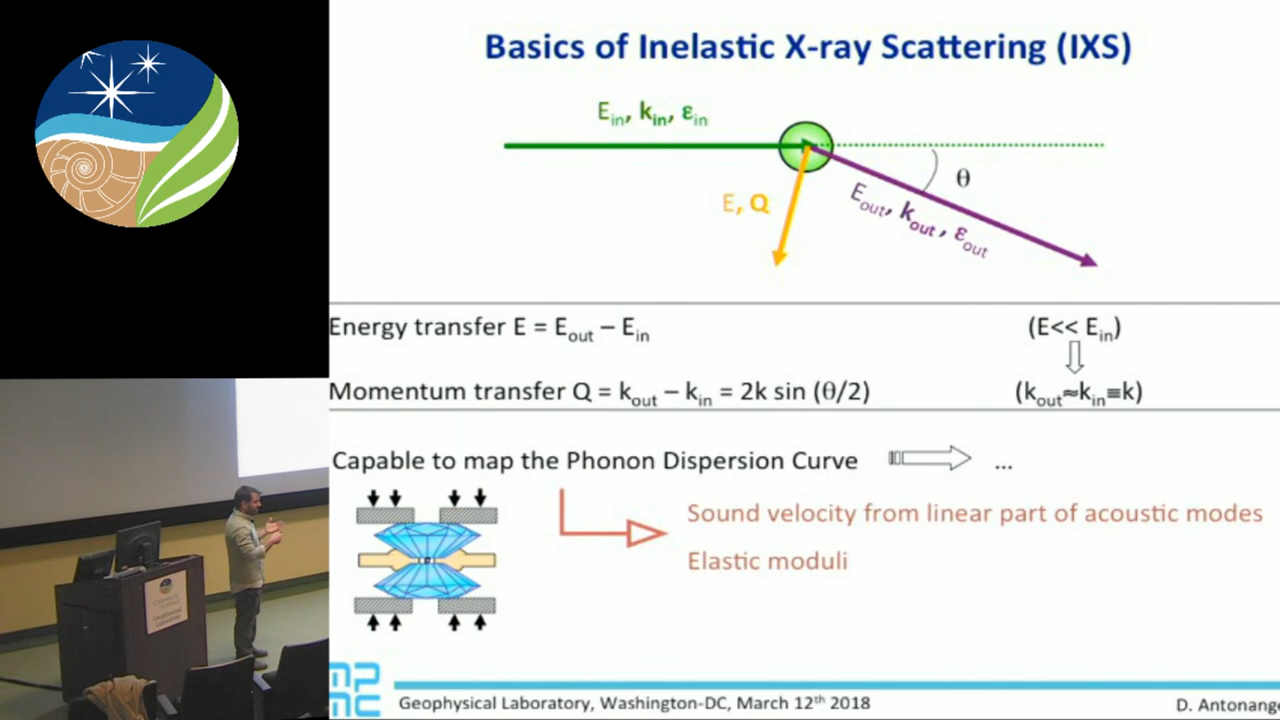 Basics of Inelastic X-ray Scattering (IXS)
E_in, k_in, ε_in
θ
E, Q
E_out, k_out, ε_out
Energy transfer E = E_out – E_in
(E<< E_in)
Momentum transfer Q = k_out – k_in = 2k sin (θ/2)
(k_out≈k_in≡k)
Capable to map the Phonon Dispersion Curve
...
Sound velocity from linear part of acoustic modes
Elastic moduli
Geophysical Laboratory, Washington-DC, March 12th 2018
D. Antonange